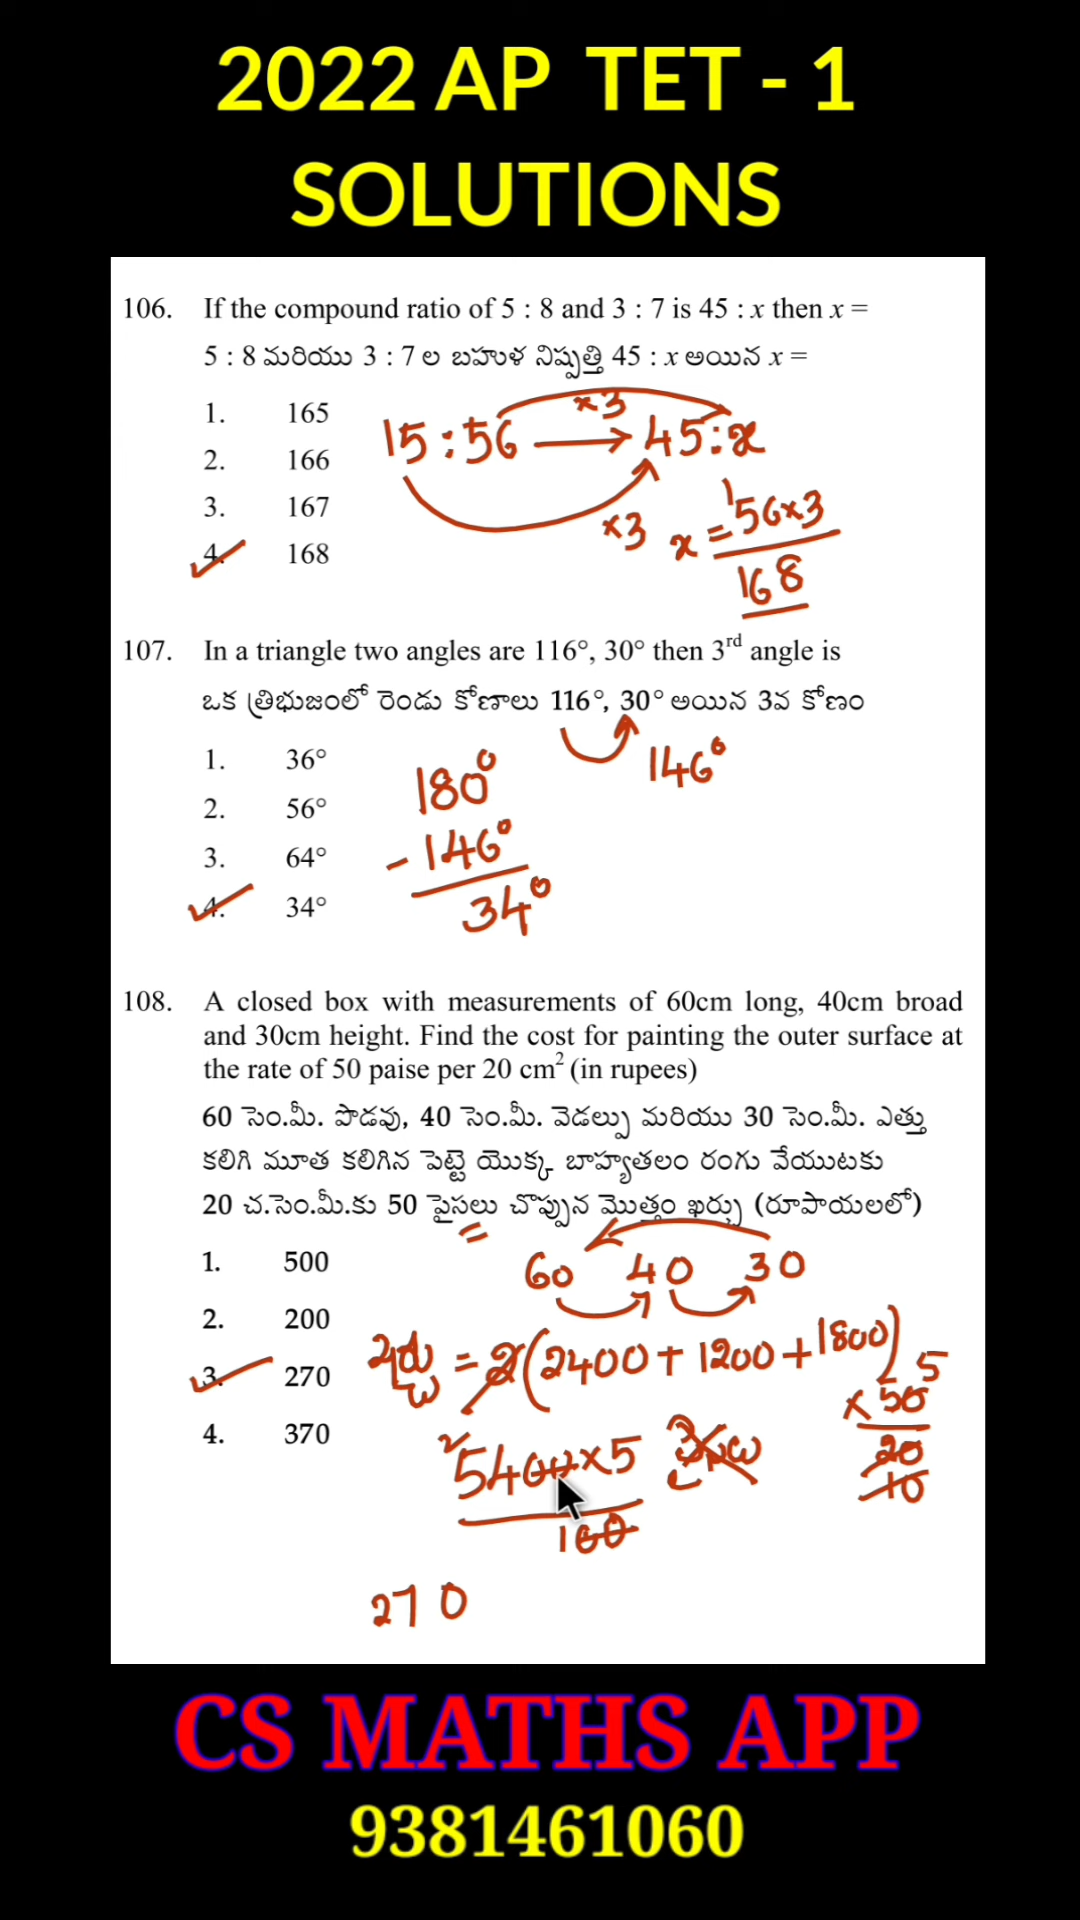 2022 AP TET - 1
SOLUTIONS
106. If the compound ratio of 5 : 8 and 3 : 7 is 45 : x then x =
5 : 8 మరియు 3 : 7 ల బహుళ నిష్పత్తి 45 : x అయిన x =
1. 165
2. 166
3. 167
4. 168
×3
15 : 56 → 45 : x
×3
x = 56×3
168
107. In a triangle two angles are 116°, 30° then 3rd angle is
ఒక త్రిభుజంలో రెండు కోణాలు 116°, 30° అయిన 3వ కోణం
1. 36°
2. 56°
3. 64°
4. 34°
146°
180°
- 146°
34°
108. A closed box with measurements of 60cm long, 40cm broad
and 30cm height. Find the cost for painting the outer surface at
the rate of 50 paise per 20 cm² (in rupees)
60 సెం.మీ. పొడవు, 40 సెం.మీ. వెడల్పు మరియు 30 సెం.మీ. ఎత్తు
కలిగి మూత కలిగిన పెట్టె యొక్క బాహ్యతలం రంగు వేయుటకు
20 చ.సెం.మీ.కు 50 పైసలు చొప్పున మొత్తం ఖర్చు (రూపాయలలో)
1. 500
2. 200
3. 270
4. 370
60 40 30
= 2(2400 + 1200 + 1800)
5
× 50
20
10
5400×5
100
270
CS MATHS APP
9381461060